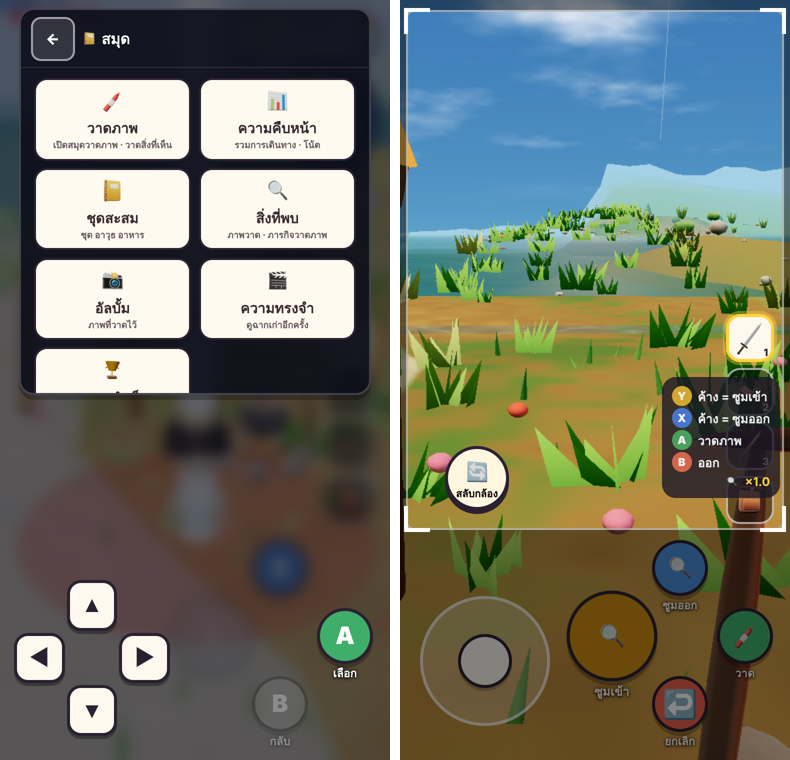 สมุด
วาดภาพ
เปิดสมุดวาดภาพ · วาดสิ่งที่เห็น
ความคืบหน้า
รวมการเดินทาง · โน้ต
ชุดสะสม
ชุด อาวุธ อาหาร
สิ่งที่พบ
ภาพวาด · ภารกิจวาดภาพ
อัลบั้ม
ภาพที่วาดไว้
ความทรงจำ
ดูฉากเก่าอีกครั้ง
A
เลือก
B
กลับ
1
2
3
Y ค้าง = ซูมเข้า
X ค้าง = ซูมออก
A วาดภาพ
B ออก
×1.0
สลับกล้อง
ซูมออก
ซูมเข้า
วาด
ยกเลิก